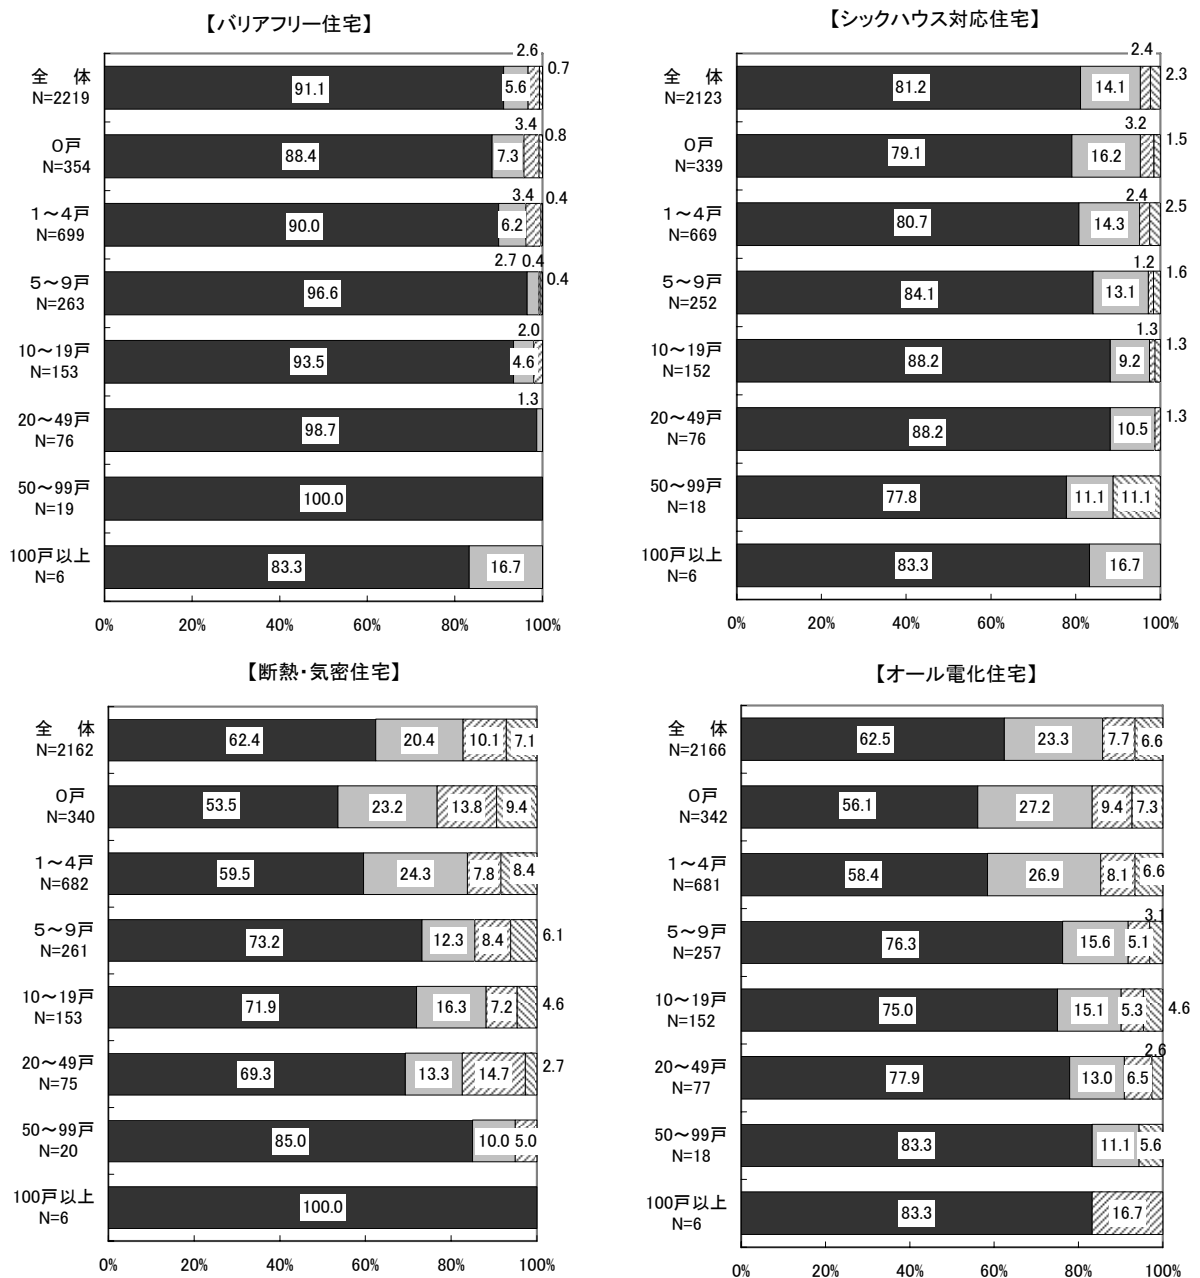 【バリアフリー住宅】
2.6
全 体
N=2219
91.1
5.6
0.7
3.4
0戸
N=354
88.4
7.3
0.8
3.4
1～4戸
N=699
90.0
6.2
0.4
2.7 0.4
5～9戸
N=263
96.6
0.4
2.0
10～19戸
N=153
93.5
4.6
1.3
20～49戸
N=76
98.7
50～99戸
N=19
100.0
100戸以上
N=6
83.3
16.7
0% 20% 40% 60% 80% 100%
【シックハウス対応住宅】
2.4
全 体
N=2123
81.2
14.1
2.3
3.2
0戸
N=339
79.1
16.2
1.5
2.4
1～4戸
N=669
80.7
14.3
2.5
1.2
5～9戸
N=252
84.1
13.1
1.6
1.3
10～19戸
N=152
88.2
9.2
1.3
20～49戸
N=76
88.2
10.5
1.3
50～99戸
N=18
77.8
11.1
11.1
100戸以上
N=6
83.3
16.7
0% 20% 40% 60% 80% 100%
【断熱・気密住宅】
全 体
N=2162
62.4
20.4
10.1
7.1
0戸
N=340
53.5
23.2
13.8
9.4
1～4戸
N=682
59.5
24.3
7.8
8.4
5～9戸
N=261
73.2
12.3
8.4
6.1
10～19戸
N=153
71.9
16.3
7.2
4.6
20～49戸
N=75
69.3
13.3
14.7
2.7
50～99戸
N=20
85.0
10.0
5.0
100戸以上
N=6
100.0
0% 20% 40% 60% 80% 100%
【オール電化住宅】
全 体
N=2166
62.5
23.3
7.7
6.6
0戸
N=342
56.1
27.2
9.4
7.3
1～4戸
N=681
58.4
26.9
8.1
6.6
3.1
5～9戸
N=257
76.3
15.6
5.1
10～19戸
N=152
75.0
15.1
5.3
4.6
2.6
20～49戸
N=77
77.9
13.0
6.5
50～99戸
N=18
83.3
11.1
5.6
100戸以上
N=6
83.3
16.7
0% 20% 40% 60% 80% 100%